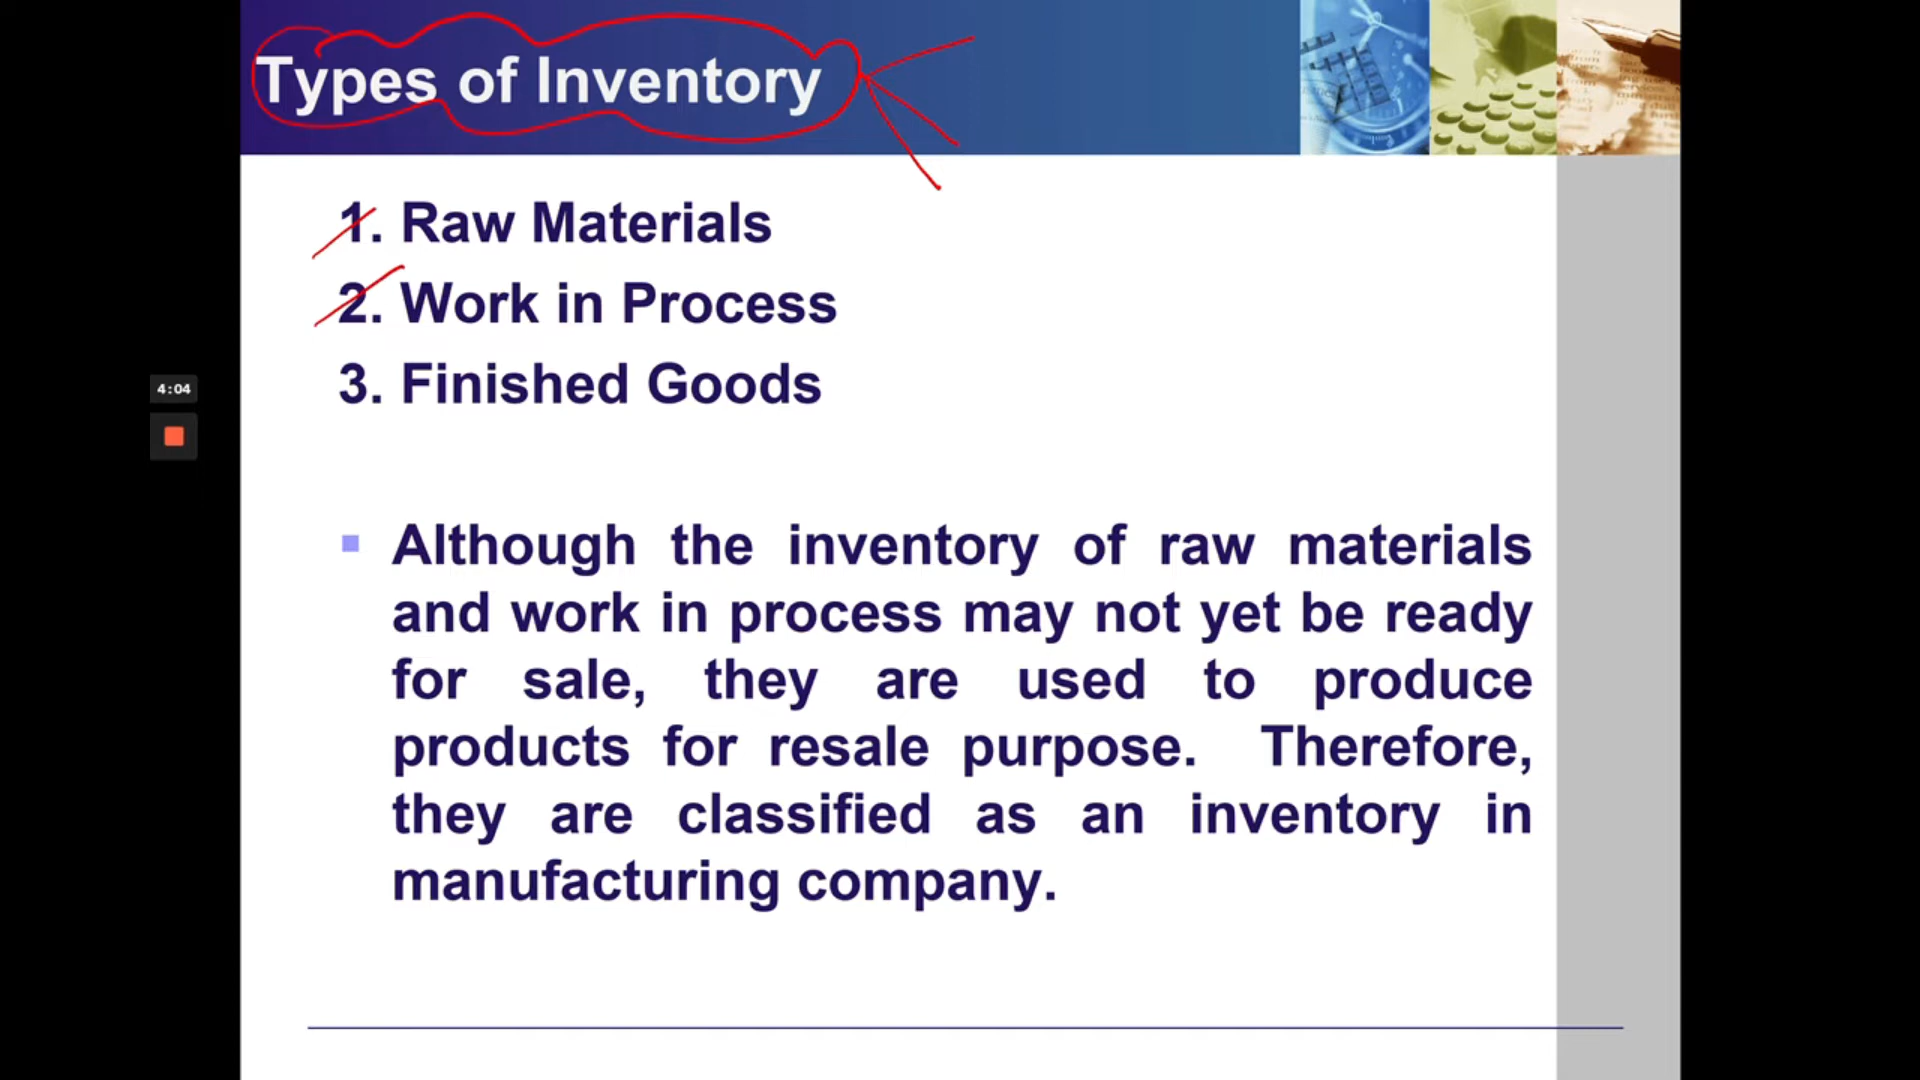 Types of Inventory
1. Raw Materials
2. Work in Process
3. Finished Goods
4:04
Although the inventory of raw materials
and work in process may not yet be ready
for sale, they are used to produce
products for resale purpose. Therefore,
they are classified as an inventory in
manufacturing company.